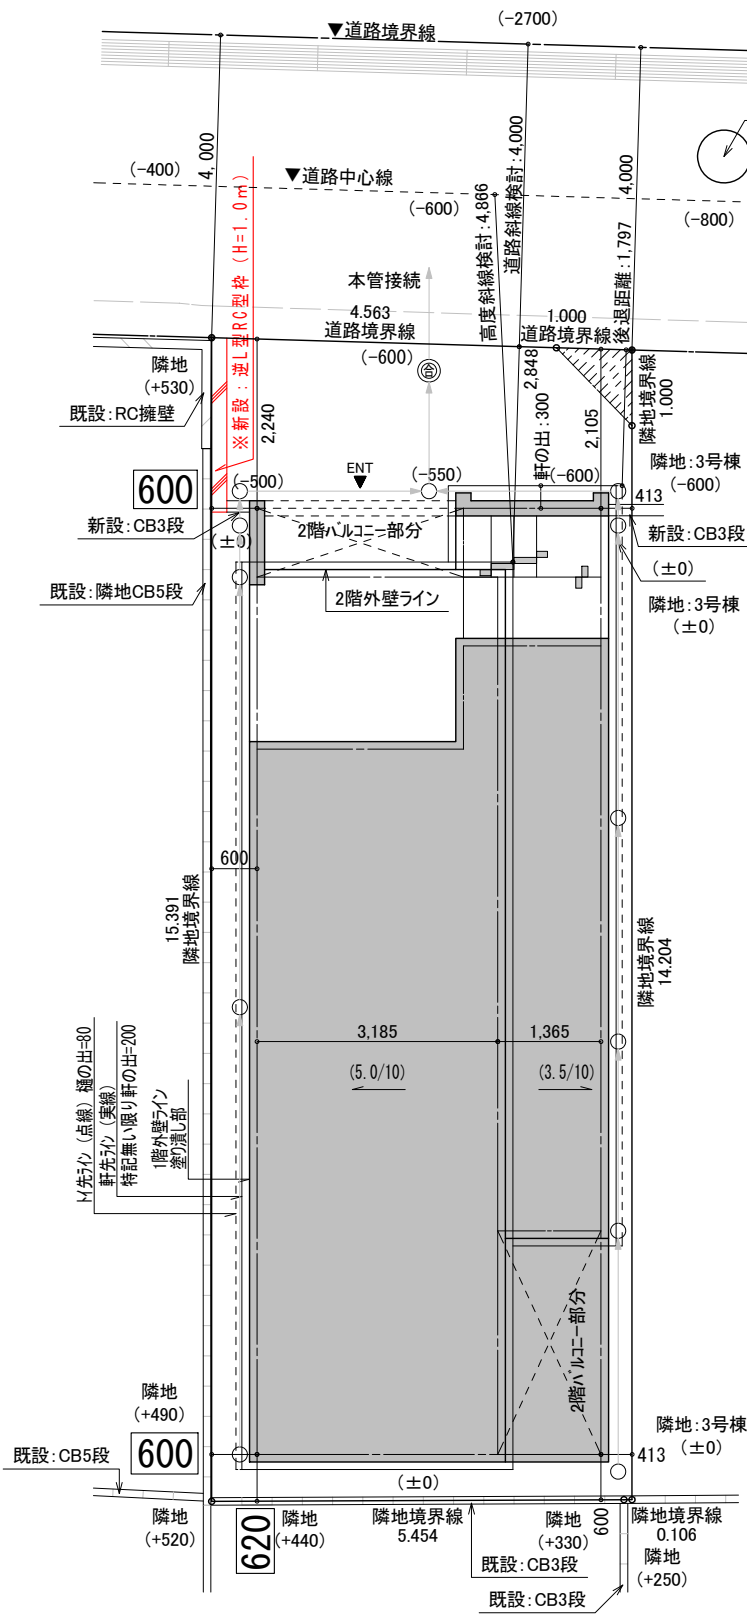 (-2700)
▼道路境界線
4,000
道路斜線検討:4,000
4,000
(-400)
▼道路中心線
(-600)
(-800)
高度斜線検討:4,866
後退距離:1,797
※新設:逆L型RC型枠(H=1.0m)
本管接続
4.563
道路境界線
(-600)
合
1.000
道路境界線
隣地
(+530)
既設:RC擁壁
2,240
2,848
軒の出:300
2,105
隣地境界線
1.000
隣地:3号棟
(-600)
600
(-500)
ENT
(-550)
(-600)
413
新設:CB3段
(±0)
2階バルコニー部分
新設:CB3段
(±0)
既設:隣地CB5段
2階外壁ライン
隣地:3号棟
(±0)
600
15.391
隣地境界線
隣地境界線
14.204
3,185
1,365
(5.0/10)
(3.5/10)
トイ先ライン(点線) 樋の出=80
軒先ライン(実線)
特記無い限り軒の出=200
1階外壁ライン
塗り潰し部
2階バルコニー部分
隣地
(+490)
600
隣地:3号棟
(±0)
413
既設:CB5段
(±0)
隣地
(+520)
620
隣地
(+440)
隣地境界線
5.454
隣地
(+330)
600
隣地境界線
0.106
既設:CB3段
隣地
(+250)
既設:CB3段